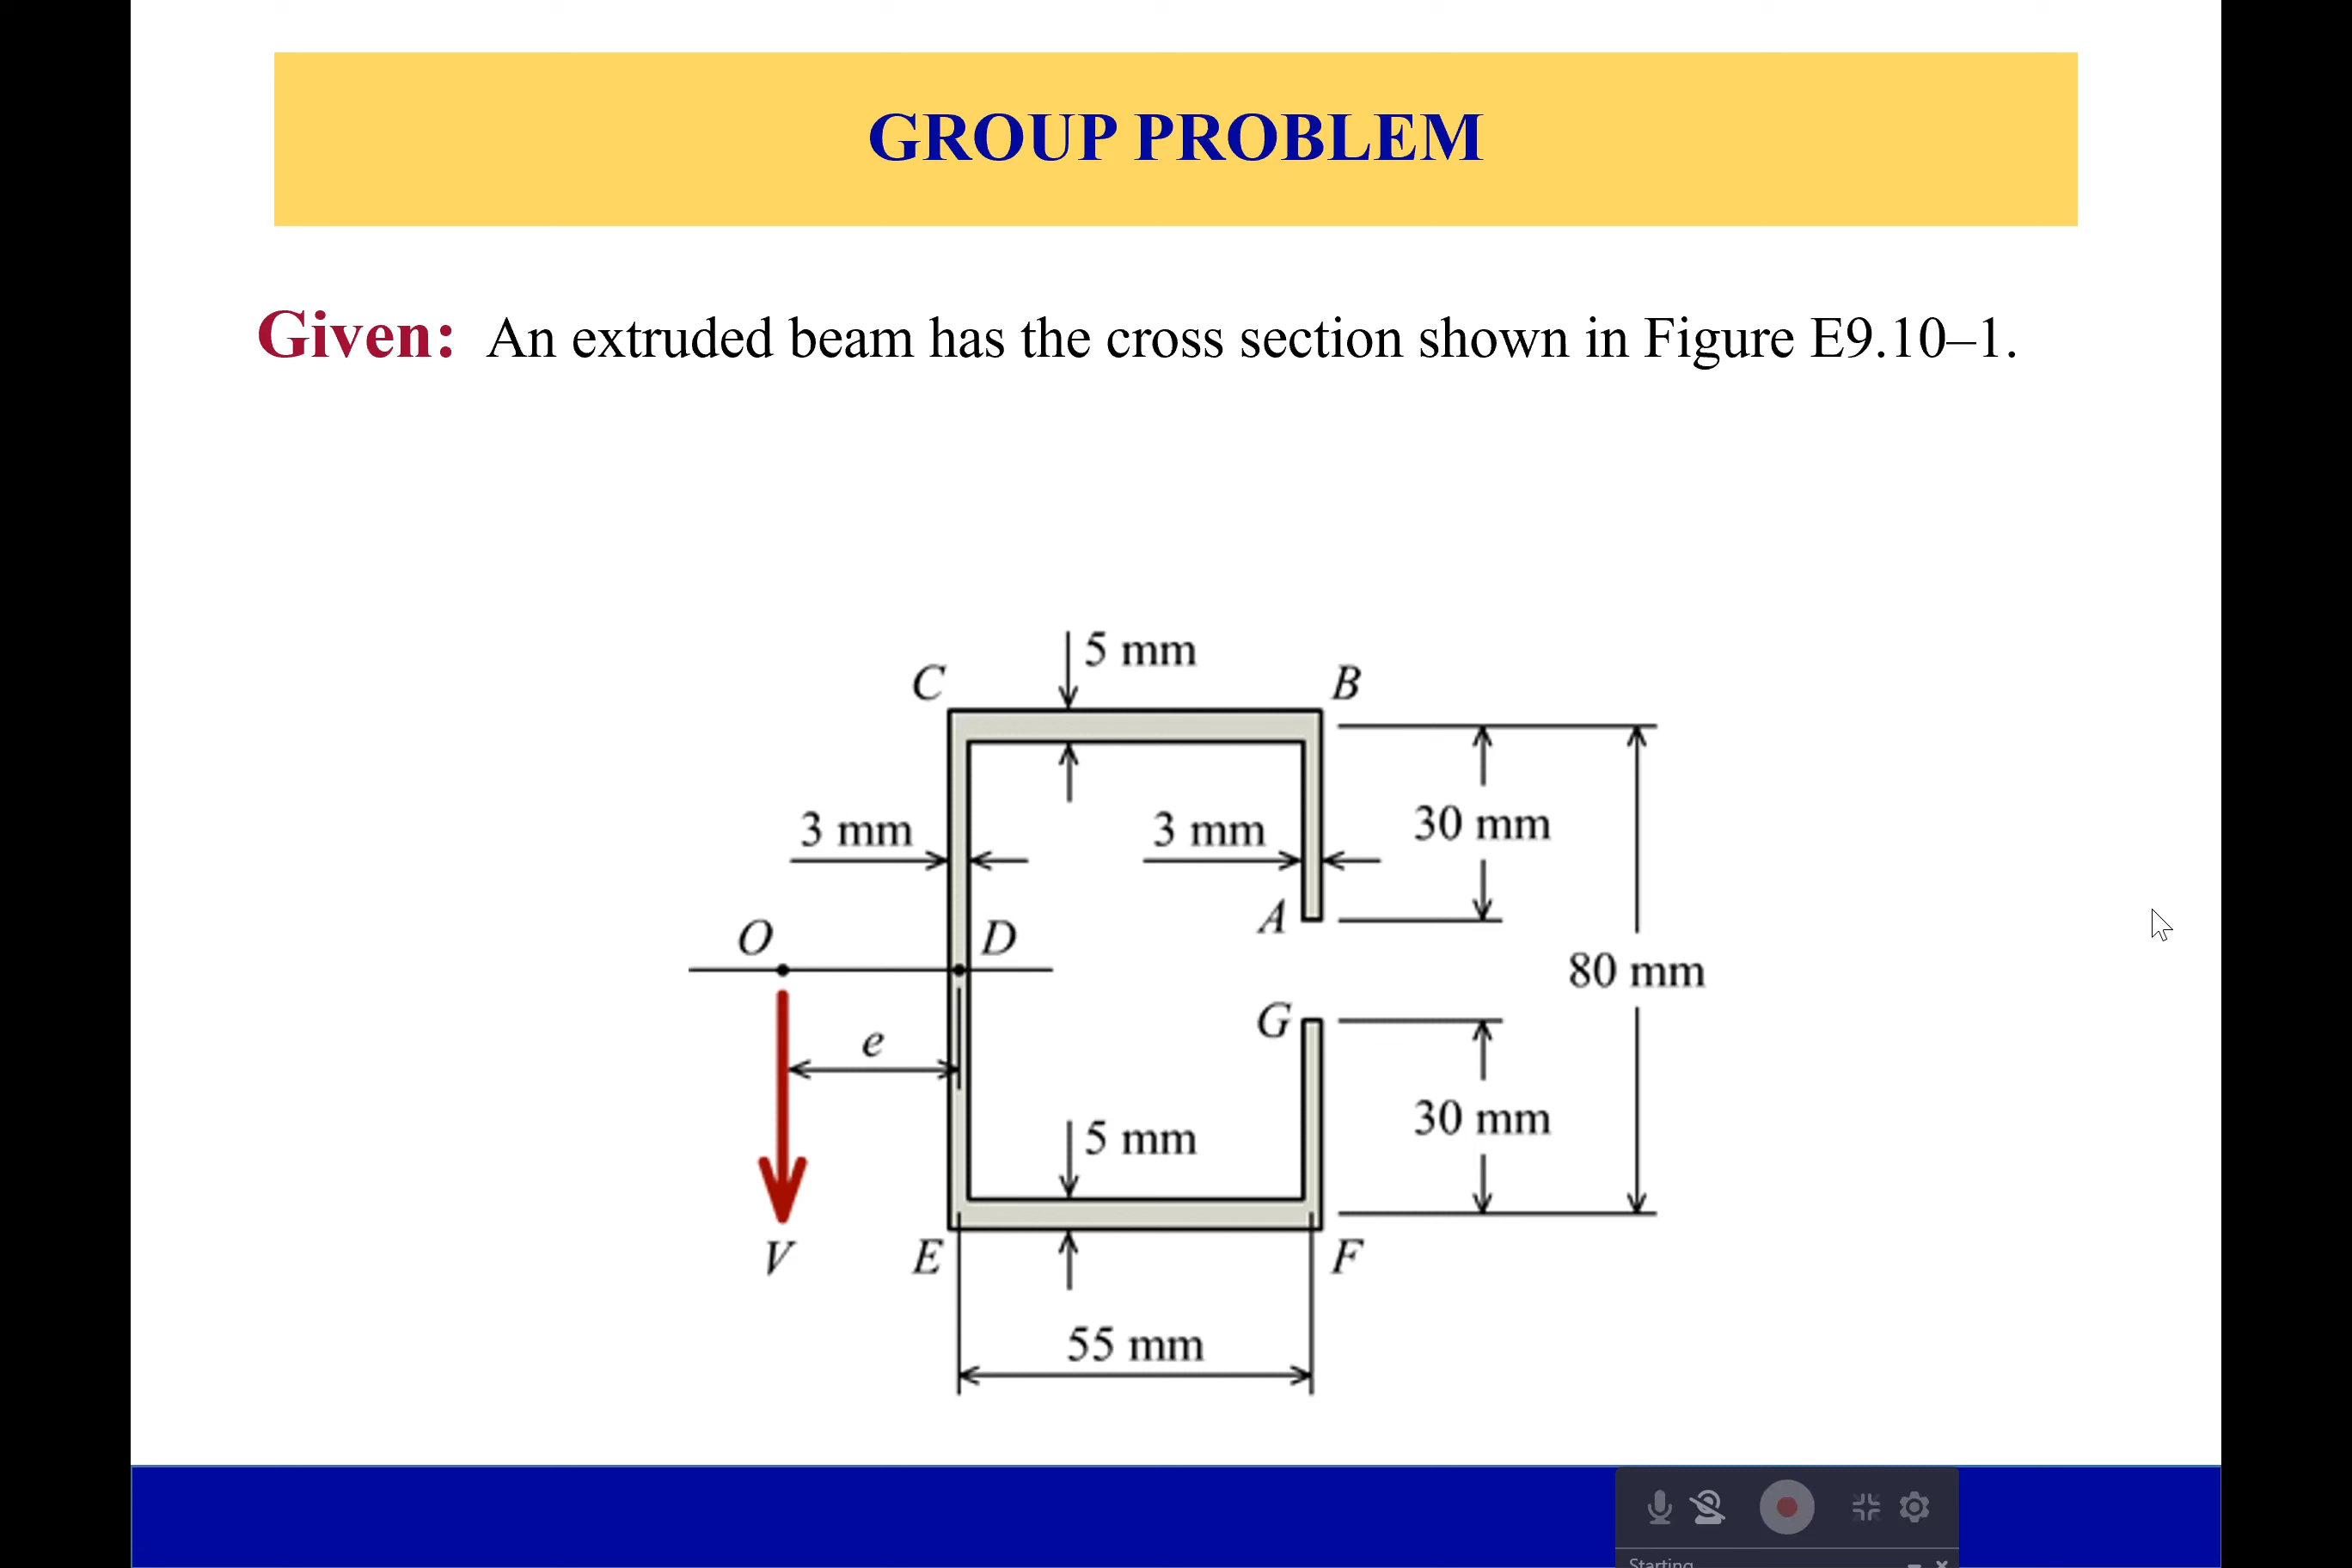 GROUP PROBLEM
Given: An extruded beam has the cross section shown in Figure E9.10–1.
5 mm
C
B
3 mm
3 mm
30 mm
A
O
D
80 mm
G
e
5 mm
30 mm
V
E
F
55 mm
Starting